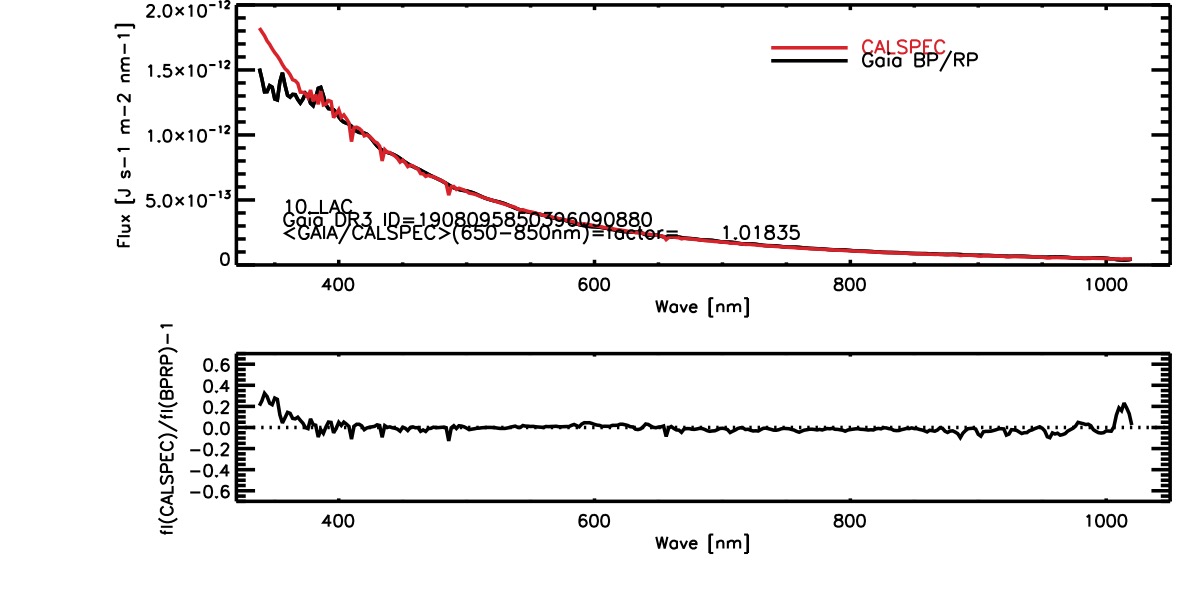 2.0×10⁻¹²
1.5×10⁻¹²
1.0×10⁻¹²
5.0×10⁻¹³
0
Flux [J s−1 m−2 nm−1]
CALSPEC
Gaia BP/RP
10_LAC
Gaia DR3 ID=1908095850396090880
<GAIA/CALSPEC>(650−850nm)=factor= 1.01835
400 600 800 1000
Wave [nm]
fl(CALSPEC)/fl(BPRP)−1
0.6
0.4
0.2
0.0
−0.2
−0.4
−0.6
400 600 800 1000
Wave [nm]